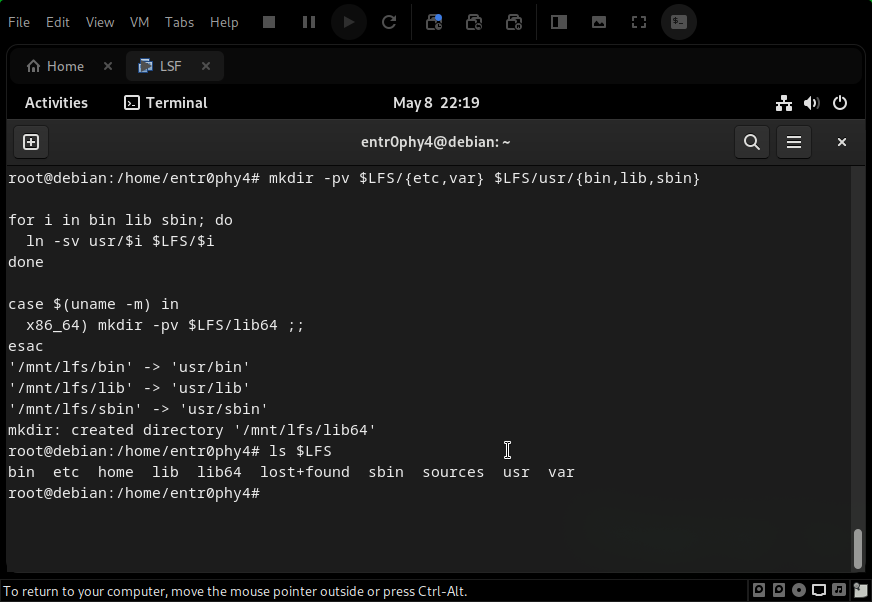 File Edit View VM Tabs Help
Home LSF
Activities Terminal May 8 22:19
entr0phy4@debian: ~
root@debian:/home/entr0phy4# mkdir -pv $LFS/{etc,var} $LFS/usr/{bin,lib,sbin}
for i in bin lib sbin; do
  ln -sv usr/$i $LFS/$i
done
case $(uname -m) in
  x86_64) mkdir -pv $LFS/lib64 ;;
esac
'/mnt/lfs/bin' -> 'usr/bin'
'/mnt/lfs/lib' -> 'usr/lib'
'/mnt/lfs/sbin' -> 'usr/sbin'
mkdir: created directory '/mnt/lfs/lib64'
root@debian:/home/entr0phy4# ls $LFS
bin  etc  home  lib  lib64  lost+found  sbin  sources  usr  var
root@debian:/home/entr0phy4#
To return to your computer, move the mouse pointer outside or press Ctrl-Alt.